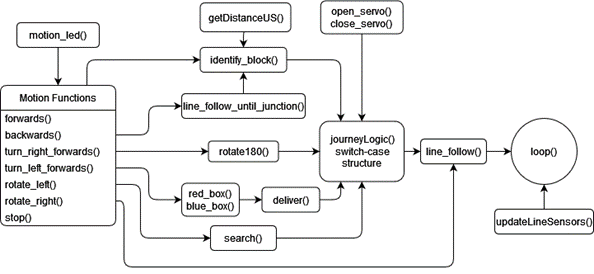 getDistanceUS()
open_servo()
close_servo()
motion_led()
identify_block()
Motion Functions
forwards()
backwards()
turn_right_forwards()
turn_left_forwards()
rotate_left()
rotate_right()
stop()
line_follow_until_junction()
rotate180()
red_box()
blue_box()
deliver()
search()
journeyLogic()
switch-case
structure
line_follow()
loop()
updateLineSensors()